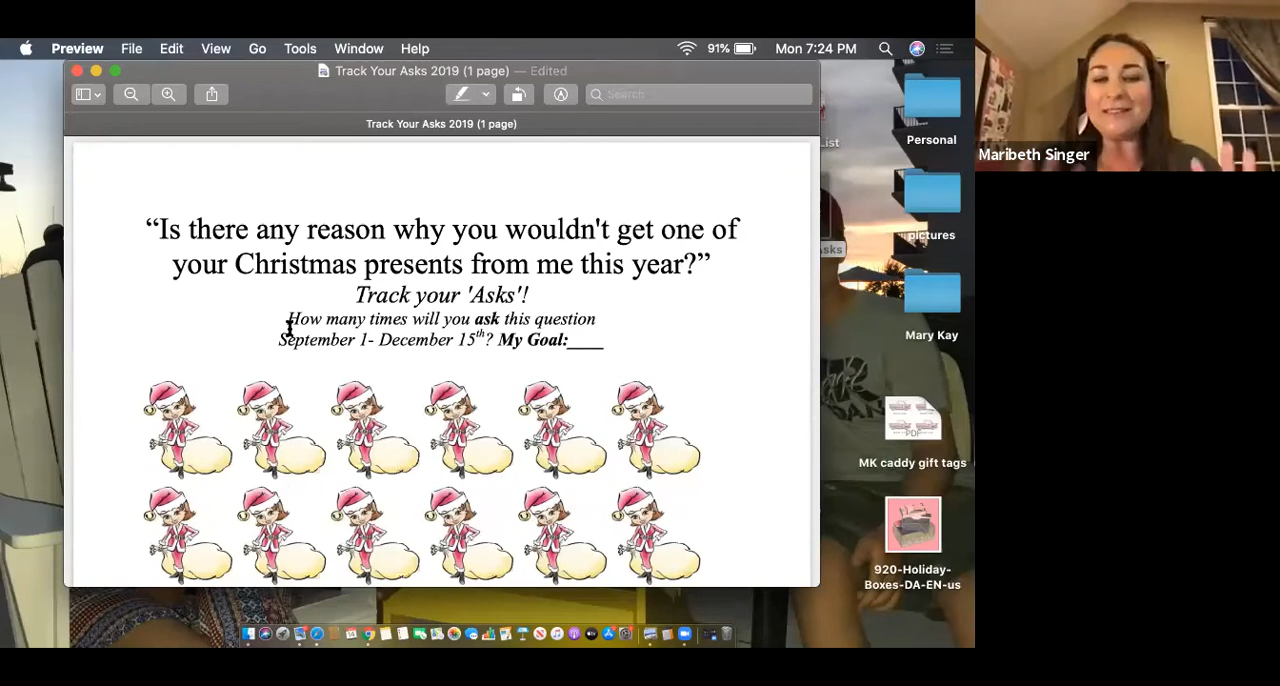 Preview File Edit View Go Tools Window Help 91% Mon 7:24 PM
Track Your Asks 2019 (1 page) — Edited
Search
Track Your Asks 2019 (1 page)
“Is there any reason why you wouldn't get one of
your Christmas presents from me this year?”
Track your 'Asks'!
How many times will you ask this question
September 1- December 15th? My Goal:____
List
Personal
pictures
Asks
Mary Kay
PDF
MK caddy gift tags
920-Holiday-
Boxes-DA-EN-us
Maribeth Singer